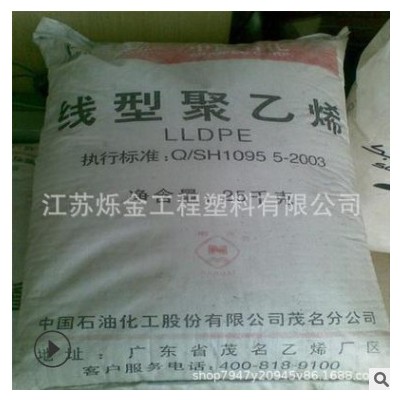 线型聚乙烯
LLDPE
执行标准:Q/SH1095 5-2003
净含量:25千克
江苏烁金工程塑料有限公司
中国石油化工股份有限公司茂名分公司
地址:广东省茂名乙烯厂区
客户服务电话:400-818-9100
shop7947y20945v86.1688.com